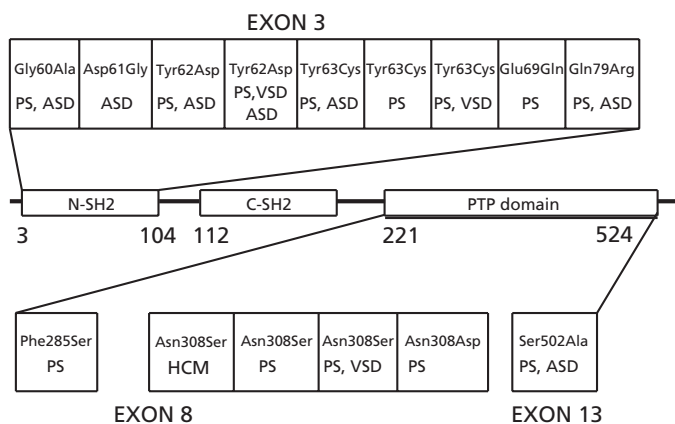 EXON 3
Gly60Ala Asp61Gly Tyr62Asp Tyr62Asp Tyr63Cys Tyr63Cys Tyr63Cys Glu69Gln Gln79Arg
PS, ASD ASD PS, ASD PS,VSD ASD PS, ASD PS PS, VSD PS PS, ASD
N-SH2 C-SH2 PTP domain
3 104 112 221 524
Phe285Ser Asn308Ser Asn308Ser Asn308Ser Asn308Asp Ser502Ala
PS HCM PS PS, VSD PS PS, ASD
EXON 8 EXON 13